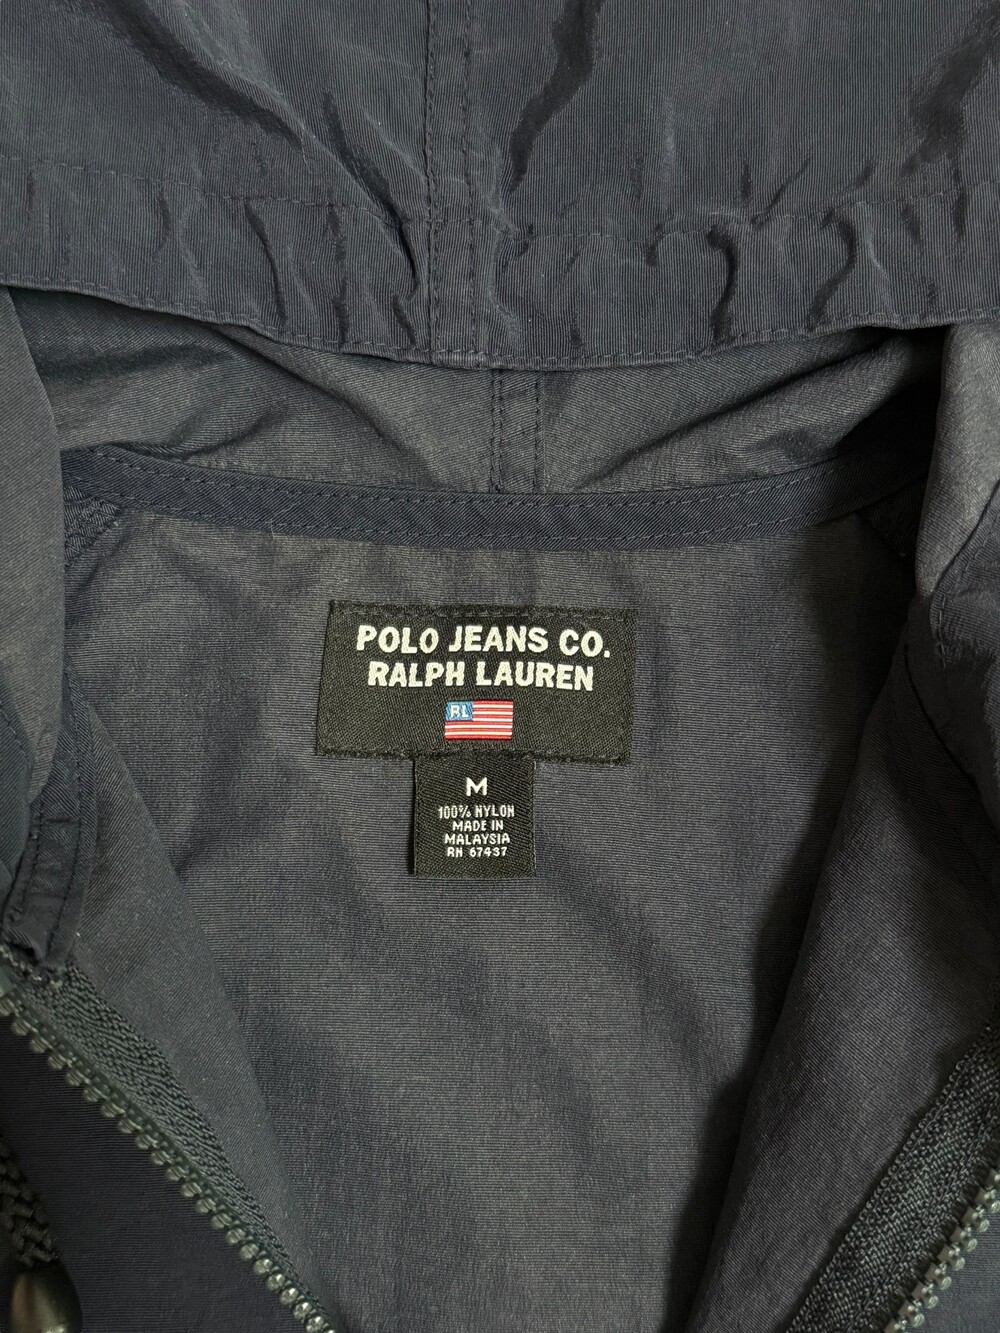 POLO JEANS CO.
RALPH LAUREN
RL
M
100% NYLON
MADE IN
MALAYSIA
RN 67437